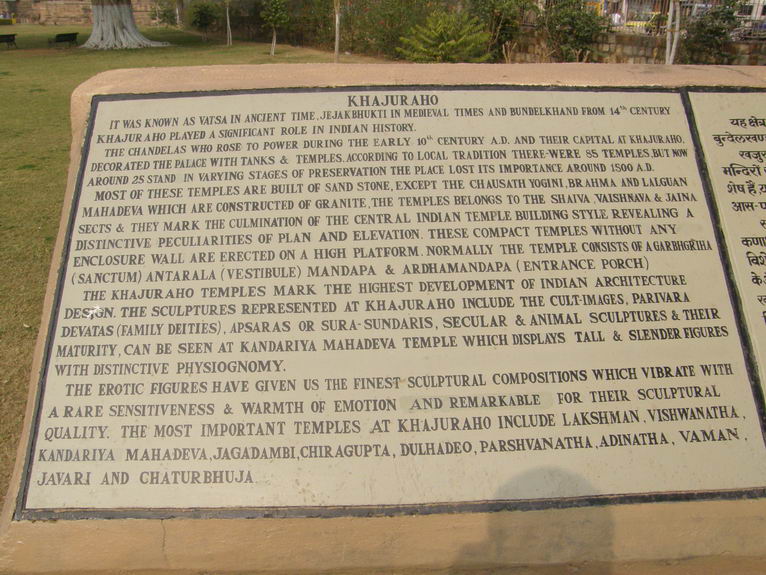 KHAJURAHO
IT WAS KNOWN AS VATSA IN ANCIENT TIME, JEJAKBHUKTI IN MEDIEVAL TIMES AND BUNDELKHAND FROM 14TH CENTURY
KHAJURAHO PLAYED A SIGNIFICANT ROLE IN INDIAN HISTORY.
THE CHANDELAS WHO ROSE TO POWER DURING THE EARLY 10TH CENTURY A.D. AND THEIR CAPITAL AT KHAJURAHO.
DECORATED THE PALACE WITH TANKS & TEMPLES. ACCORDING TO LOCAL TRADITION THERE WERE 85 TEMPLES, BUT NOW
AROUND 25 STAND IN VARYING STAGES OF PRESERVATION THE PLACE LOST ITS IMPORTANCE AROUND 1500 A.D.
MOST OF THESE TEMPLES ARE BUILT OF SAND STONE, EXCEPT THE CHAUSATH YOGINI, BRAHMA AND LALGUAN
MAHADEVA WHICH ARE CONSTRUCTED OF GRANITE, THE TEMPLES BELONGS TO THE SHAIVA, VAISHNAVA & JAINA
SECTS & THEY MARK THE CULMINATION OF THE CENTRAL INDIAN TEMPLE BUILDING STYLE REVEALING A
DISTINCTIVE PECULIARITIES OF PLAN AND ELEVATION. THESE COMPACT TEMPLES WITHOUT ANY
ENCLOSURE WALL ARE ERECTED ON A HIGH PLATFORM. NORMALLY THE TEMPLE CONSISTS OF A GARBHGRIHA
(SANCTUM) ANTARALA (VESTIBULE) MANDAPA & ARDHAMANDAPA (ENTRANCE PORCH)
THE KHAJURAHO TEMPLES MARK THE HIGHEST DEVELOPMENT OF INDIAN ARCHITECTURE
DESIGN. THE SCULPTURES REPRESENTED AT KHAJURAHO INCLUDE THE CULT-IMAGES, PARIVARA
DEVATAS (FAMILY DEITIES), APSARAS OR SURA-SUNDARIS, SECULAR & ANIMAL SCULPTURES & THEIR
MATURITY, CAN BE SEEN AT KANDARIYA MAHADEVA TEMPLE WHICH DISPLAYS TALL & SLENDER FIGURES
WITH DISTINCTIVE PHYSIOGNOMY.
THE EROTIC FIGURES HAVE GIVEN US THE FINEST SCULPTURAL COMPOSITIONS WHICH VIBRATE WITH
A RARE SENSITIVENESS & WARMTH OF EMOTION AND REMARKABLE FOR THEIR SCULPTURAL
QUALITY. THE MOST IMPORTANT TEMPLES AT KHAJURAHO INCLUDE LAKSHMAN, VISHWANATHA,
KANDARIYA MAHADEVA, JAGADAMBI, CHIRAGUPTA, DULHADEO, PARSHVANATHA, ADINATHA, VAMAN,
JAVARI AND CHATURBHUJA.
यह क्षेत्र